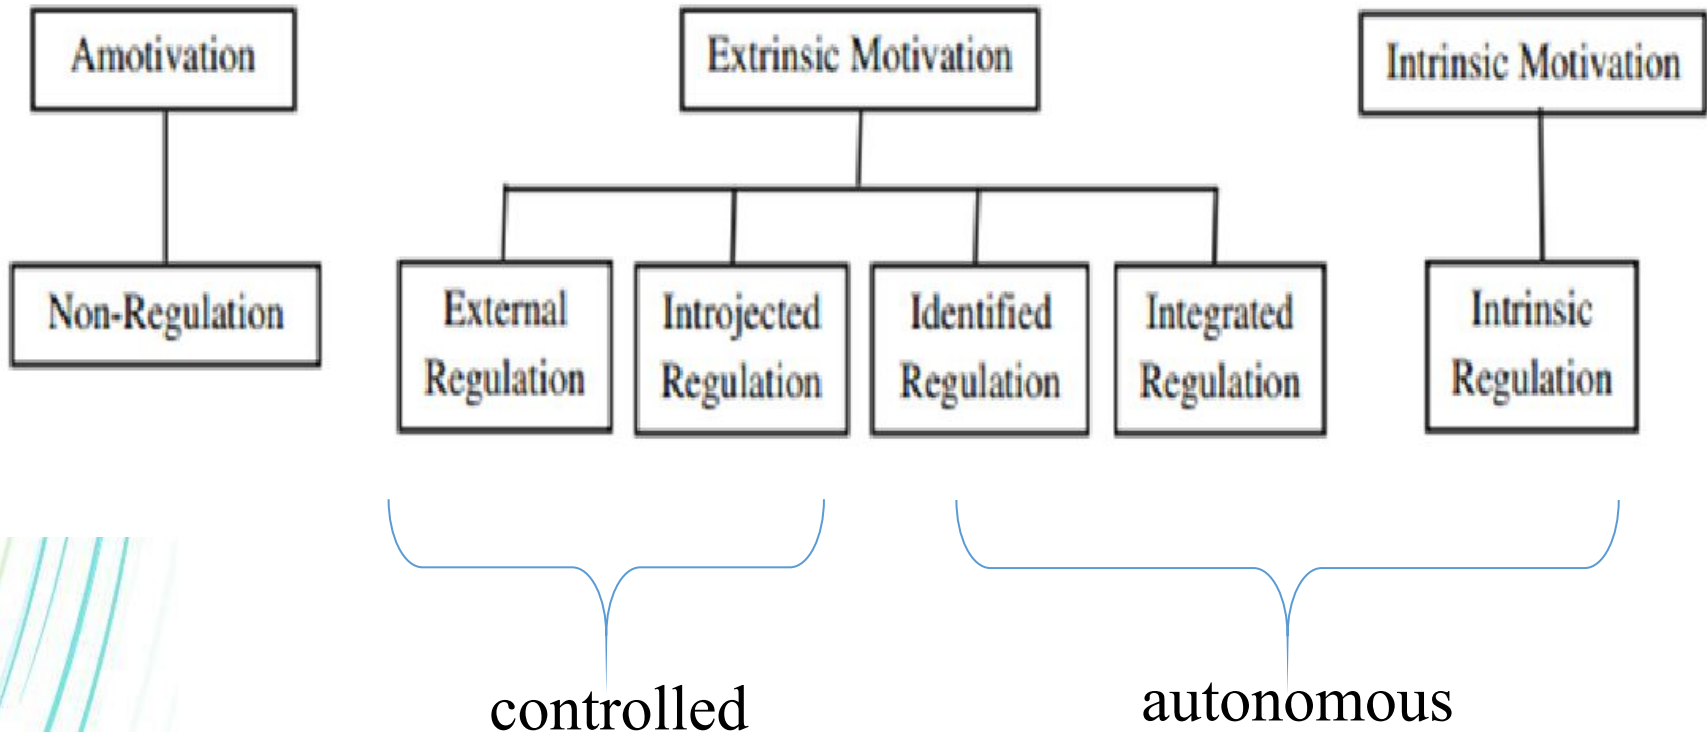 Amotivation
Extrinsic Motivation
Intrinsic Motivation
Non-Regulation
External
Regulation
Introjected
Regulation
Identified
Regulation
Integrated
Regulation
Intrinsic
Regulation
controlled
autonomous